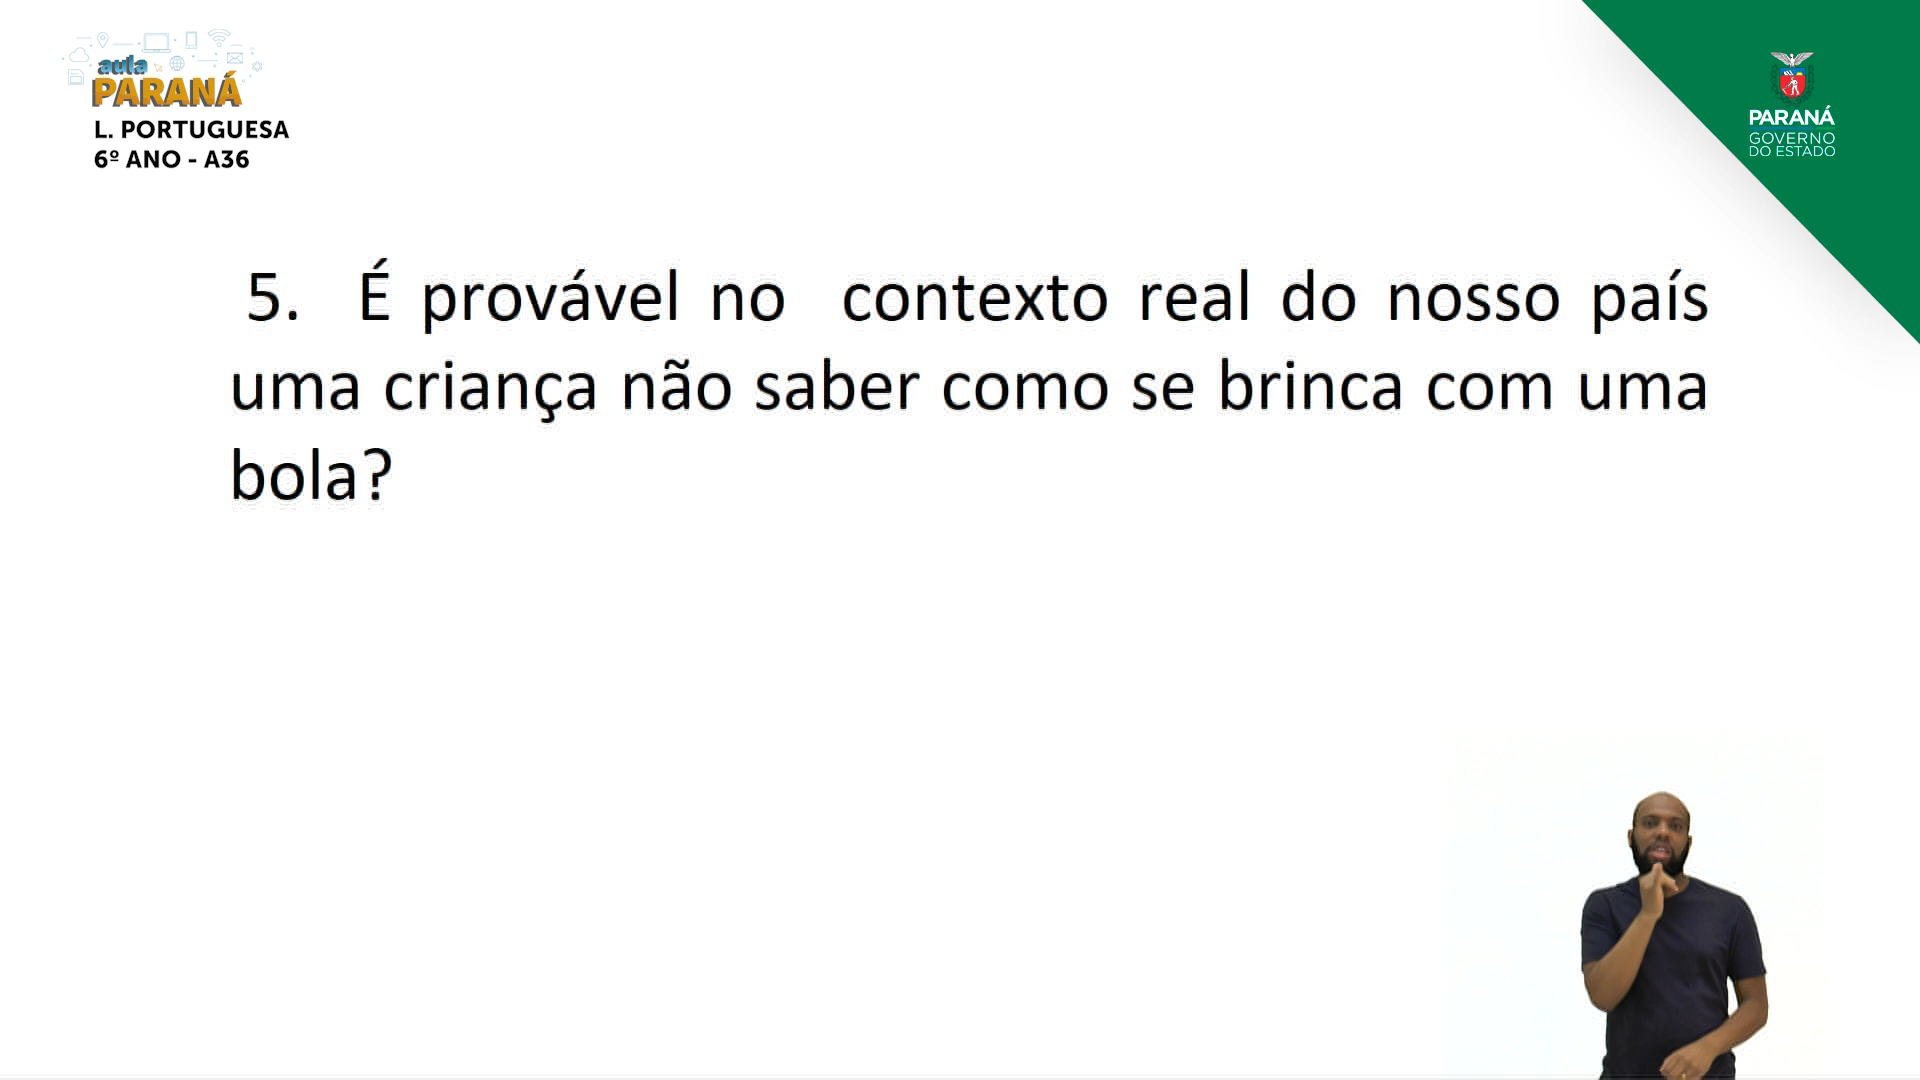 aula
PARANÁ
L. PORTUGUESA
6º ANO - A36
PARANÁ
GOVERNO
DO ESTADO
5. É provável no contexto real do nosso país
uma criança não saber como se brinca com uma
bola?